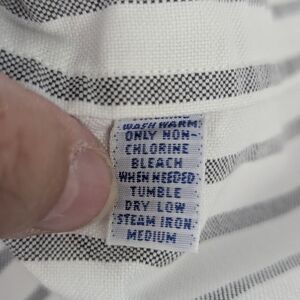 WASH WARM
ONLY NON-
CHLORINE
BLEACH
WHEN NEEDED
TUMBLE
DRY LOW
STEAM IRON
MEDIUM